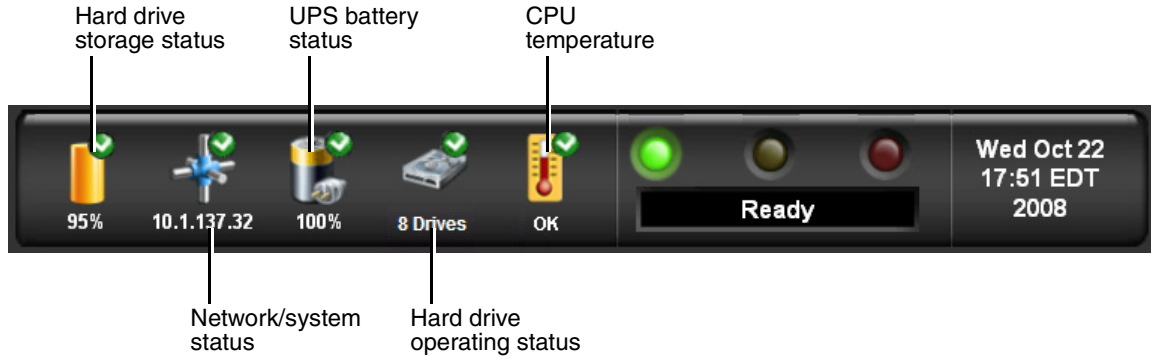 Hard drive
storage status
UPS battery
status
CPU
temperature
95%
10.1.137.32
100%
8 Drives
OK
Ready
Wed Oct 22
17:51 EDT
2008
Network/system
status
Hard drive
operating status